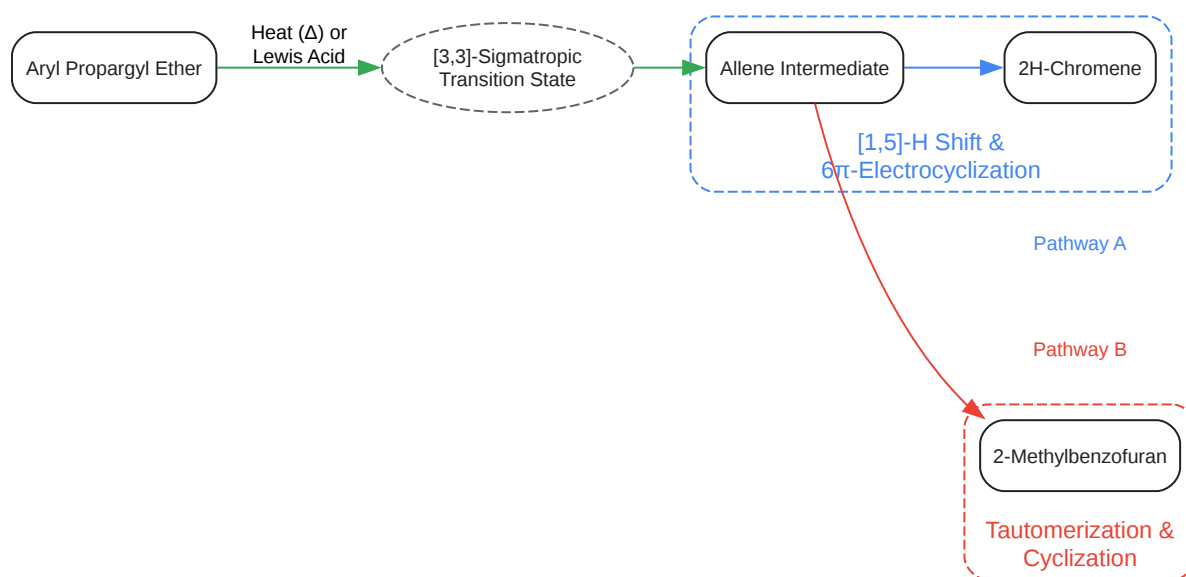 Aryl Propargyl Ether
Heat (Δ) or
Lewis Acid
[3,3]-Sigmatropic
Transition State
Allene Intermediate
2H-Chromene
[1,5]-H Shift &
6π-Electrocyclization
Pathway A
Pathway B
2-Methylbenzofuran
Tautomerization &
Cyclization